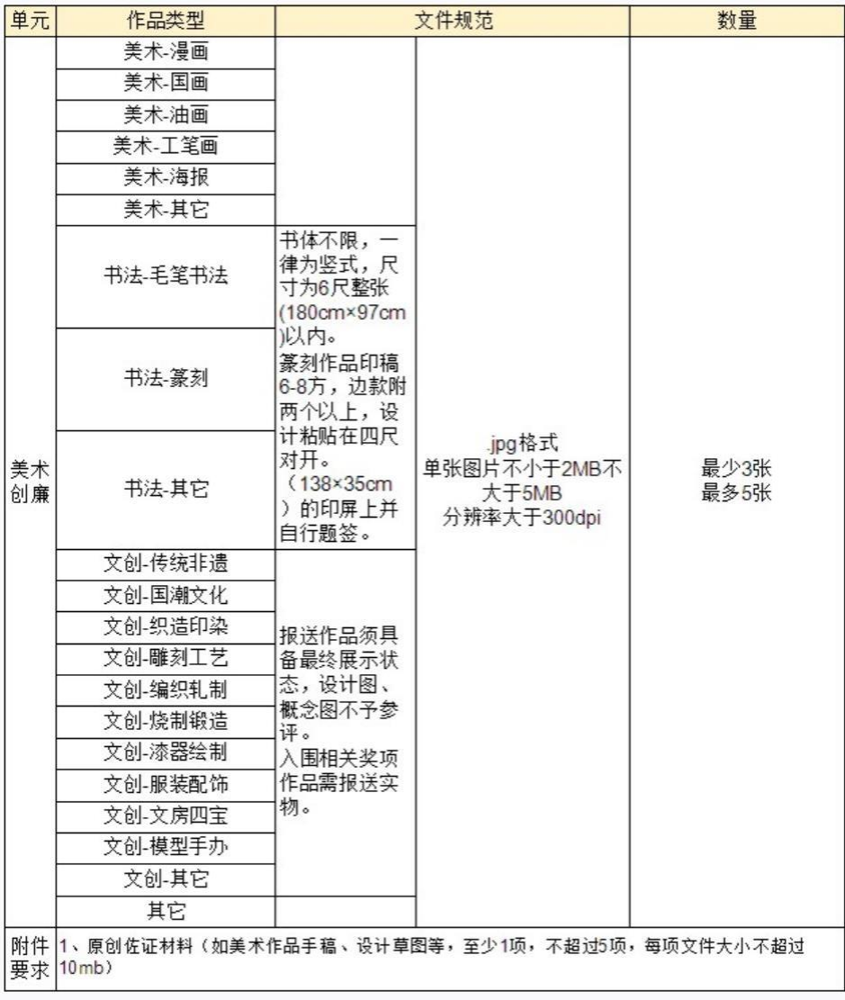 单元 作品类型 文件规范 数量
美术-漫画
美术-国画
美术-油画
美术-工笔画
美术-海报
美术-其它
书法-毛笔书法
书法-篆刻
书法-其它
书体不限，一
律为竖式，尺
寸为6尺整张
(180cm×97cm
)以内。
篆刻作品印稿
6-8方，边款附
两个以上，设
计粘贴在四尺
对开。
（138×35cm
）的印屏上并
自行题签。
美术
创廉
.jpg格式
单张图片不小于2MB不
大于5MB
分辨率大于300dpi
最少3张
最多5张
文创-传统非遗
文创-国潮文化
文创-织造印染
文创-雕刻工艺
文创-编织轧制
文创-烧制锻造
文创-漆器绘制
文创-服装配饰
文创-文房四宝
文创-模型手办
文创-其它
其它
报送作品须具
备最终展示状
态，设计图、
概念图不予参
评。
入围相关奖项
作品需报送实
物。
附件
要求
1、原创佐证材料（如美术作品手稿、设计草图等，至少1项，不超过5项，每项文件大小不超过
10mb）